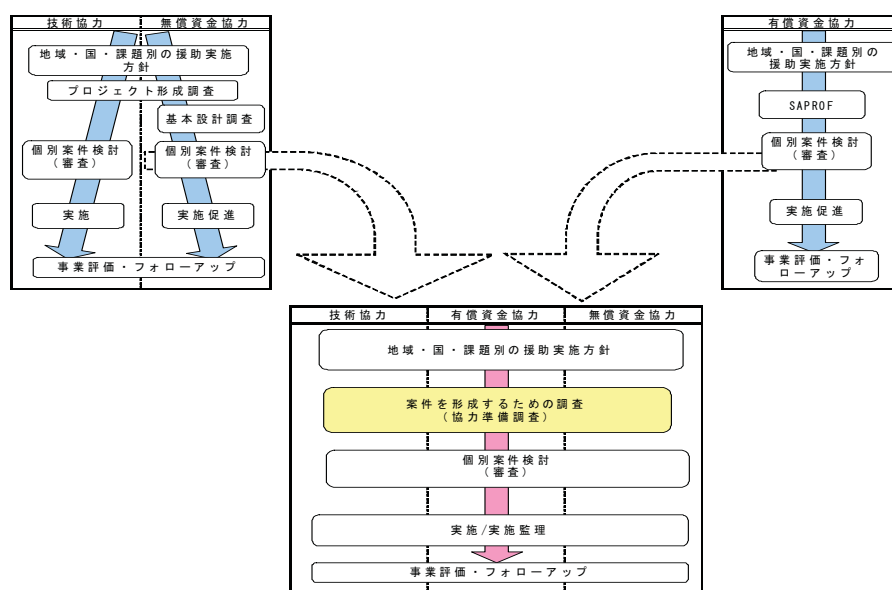 技術協力
無償資金協力
地域・国・課題別の援助実施
方針
プロジェクト形成調査
基本設計調査
個別案件検討
（審査）
個別案件検討
（審査）
実施
実施促進
事業評価・フォローアップ
有償資金協力
地域・国・課題別の
援助実施方針
SAPROF
個別案件検討
（審査）
実施促進
事業評価・フォ
ローアップ
技術協力
有償資金協力
無償資金協力
地域・国・課題別の援助実施方針
案件を形成するための調査
（協力準備調査）
個別案件検討
（審査）
実施/実施監理
事業評価・フォローアップ